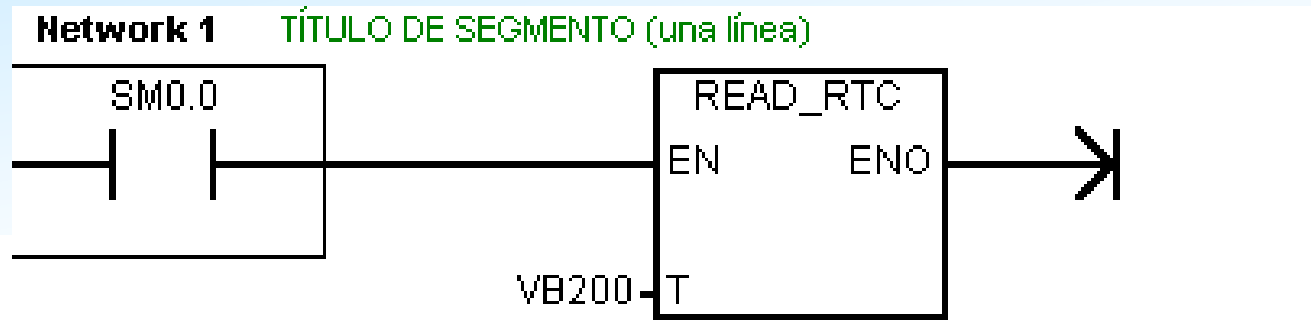 Network 1 TÍTULO DE SEGMENTO (una línea)
SM0.0
READ_RTC
EN ENO
VB200 T